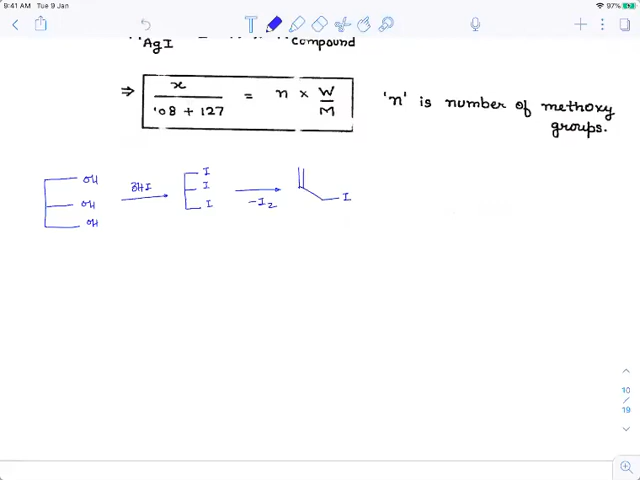 9:41 AM Tue 9 Jan
97%
AgI compound
⇒ x / 108 + 127 = n × W / M 'n' is number of methoxy groups.
OH
OH
OH
3HI
I
I
I
-I2
I
10
/
19